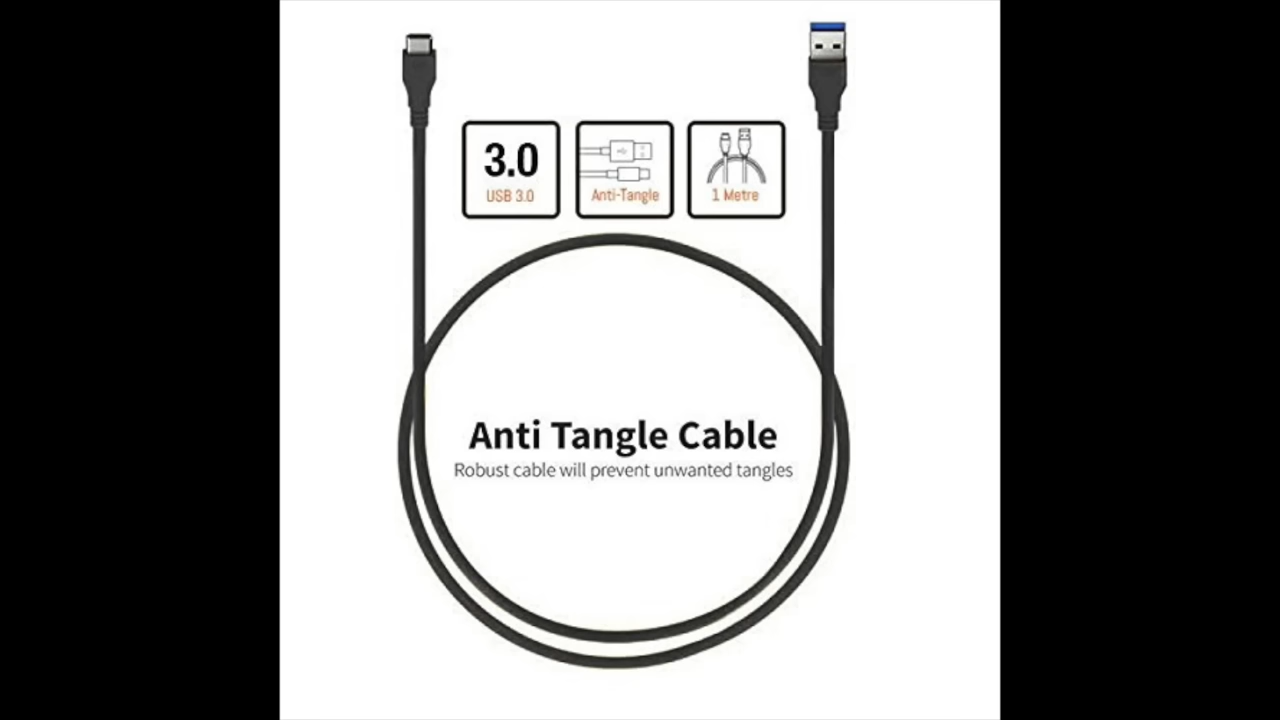 3.0
USB 3.0
Anti-Tangle
1 Metre
Anti Tangle Cable
Robust cable will prevent unwanted tangles